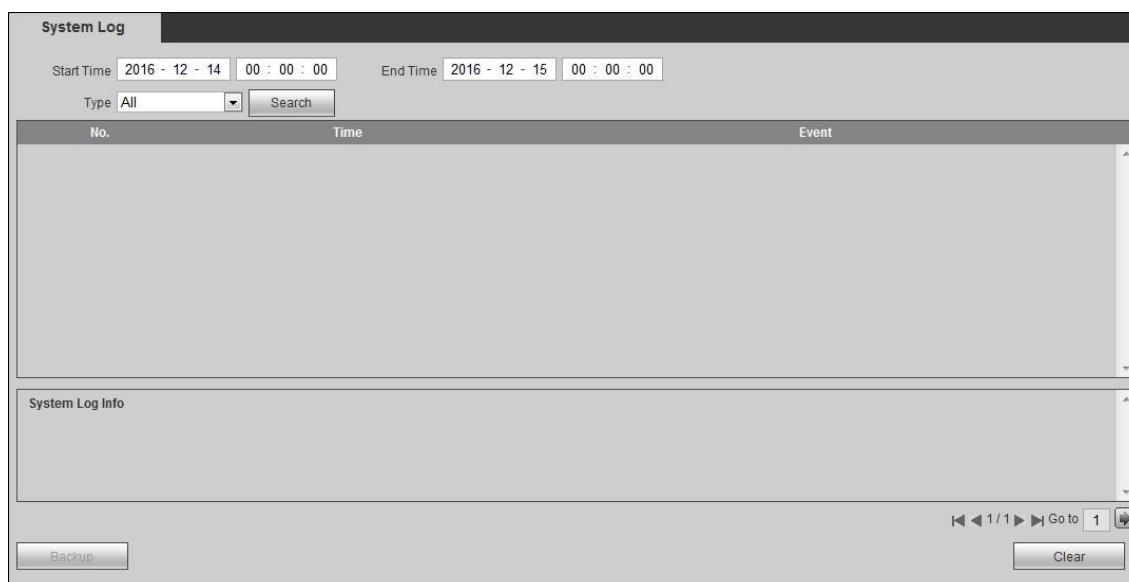 System Log
Start Time 2016 - 12 - 14 00 : 00 : 00 End Time 2016 - 12 - 15 00 : 00 : 00
Type All Search
No. Time Event
System Log Info
1 / 1 Go to 1
Backup Clear